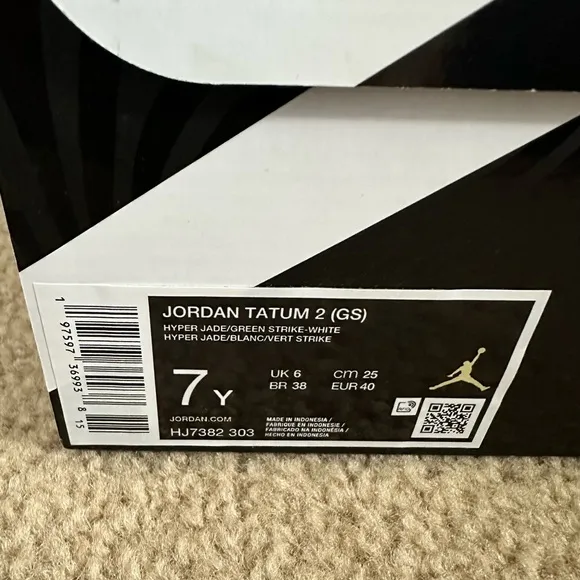 JORDAN TATUM 2 (GS)
HYPER JADE/GREEN STRIKE-WHITE
HYPER JADE/BLANC/VERT STRIKE
7Y
UK 6 cm 25
BR 38 EUR 40
JORDAN.COM
HJ7382 303
MADE IN INDONESIA/
FABRIQUE EN INDONESIE/
FABRICADO NA INDONESIA/
HECHO EN INDONESIA
1 97597 36993 8 15